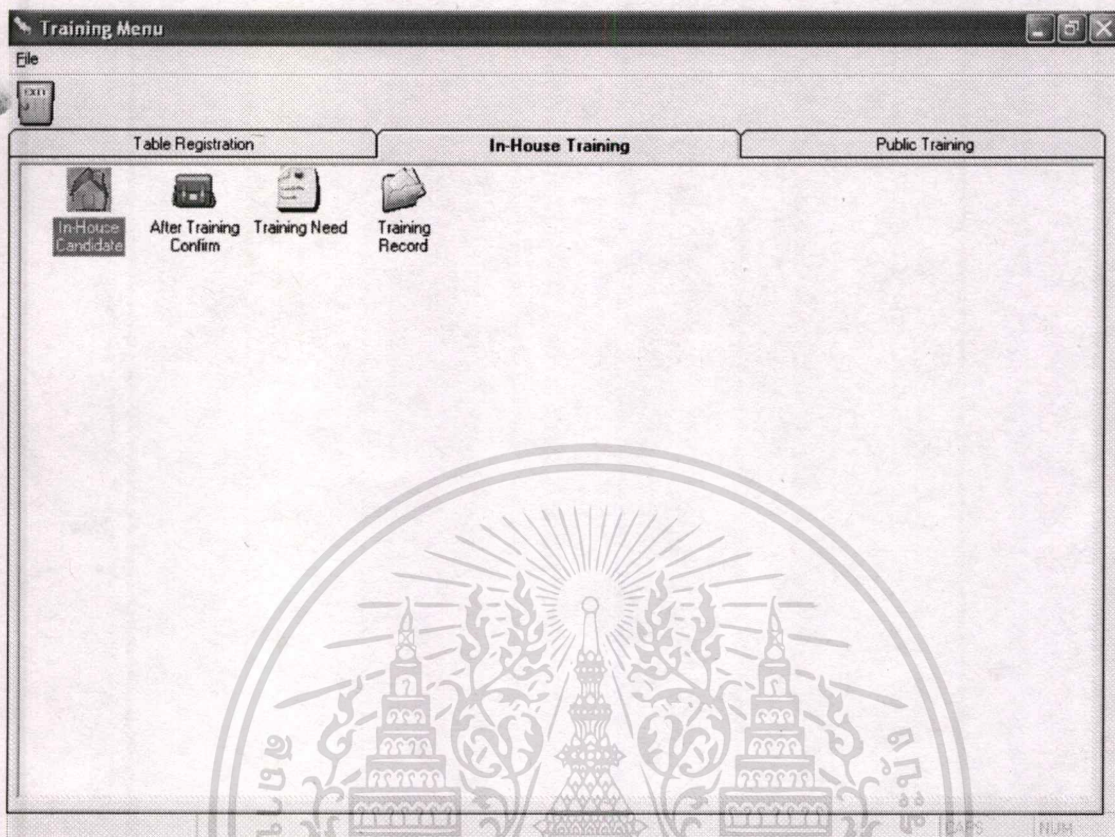 Training Menu
File
EXIT
Table Registration
In-House Training
Public Training
In-House
Candidate
After Training
Confirm
Training Need
Training
Record
CAPS
NUM